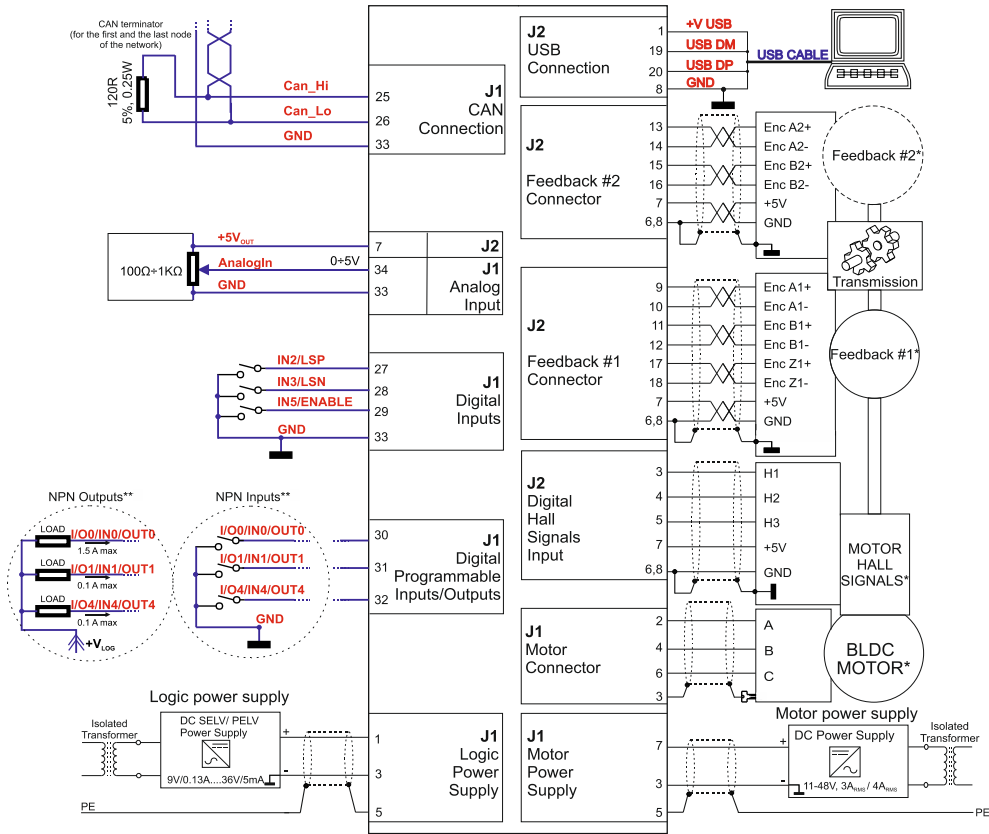 CAN terminator
(for the first and the last node
of the network)
120R
5%, 0.25W
Can_Hi
25
Can_Lo
26
GND
33
J1
CAN
Connection
100Ω÷1KΩ
+5VOUT
7
AnalogIn
0÷5V
34
GND
33
J2
J1
Analog
Input
IN2/LSP
27
IN3/LSN
28
IN5/ENABLE
29
GND
33
J1
Digital
Inputs
NPN Outputs**
LOAD
I/O0/IN0/OUT0
1.5 A max
LOAD
I/O1/IN1/OUT1
0.1 A max
LOAD
I/O4/IN4/OUT4
0.1 A max
+VLOG
NPN Inputs**
I/O0/IN0/OUT0
30
I/O1/IN1/OUT1
31
I/O4/IN4/OUT4
32
GND
J1
Digital
Programmable
Inputs/Outputs
Logic power supply
Isolated
Transformer
DC SELV/ PELV
Power Supply
9V/0.13A....36V/5mA
+
-
PE
1
3
5
J1
Logic
Power
Supply
J2
USB
Connection
1
+V USB
19
USB DM
20
USB DP
8
GND
USB CABLE
J2
Feedback #2
Connector
13
Enc A2+
14
Enc A2-
15
Enc B2+
16
Enc B2-
7
+5V
6,8
GND
Feedback #2*
Transmission
J2
Feedback #1
Connector
9
Enc A1+
10
Enc A1-
11
Enc B1+
12
Enc B1-
17
Enc Z1+
18
Enc Z1-
7
+5V
6,8
GND
Feedback #1*
J2
Digital
Hall
Signals
Input
3
H1
4
H2
5
H3
7
+5V
6,8
GND
MOTOR
HALL
SIGNALS*
J1
Motor
Connector
2
A
4
B
6
C
3
BLDC
MOTOR*
J1
Motor
Power
Supply
7
3
5
Motor power supply
+
-
DC Power Supply
11-48V, 3ARMS / 4ARMS
Isolated
Transformer
PE